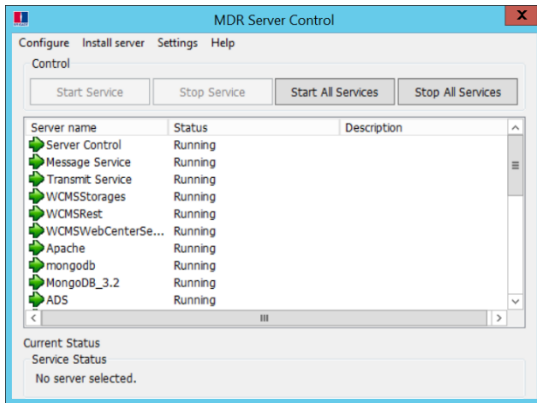 MDR Server Control
X
Configure Install server Settings Help
Control
Start Service Stop Service Start All Services Stop All Services
Server name Status Description
Server Control Running
Message Service Running
Transmit Service Running
WCMSStorages Running
WCMSRest Running
WCMSWebCenterSe... Running
Apache Running
mongodb Running
MongoDB_3.2 Running
ADS Running
Current Status
Service Status
No server selected.